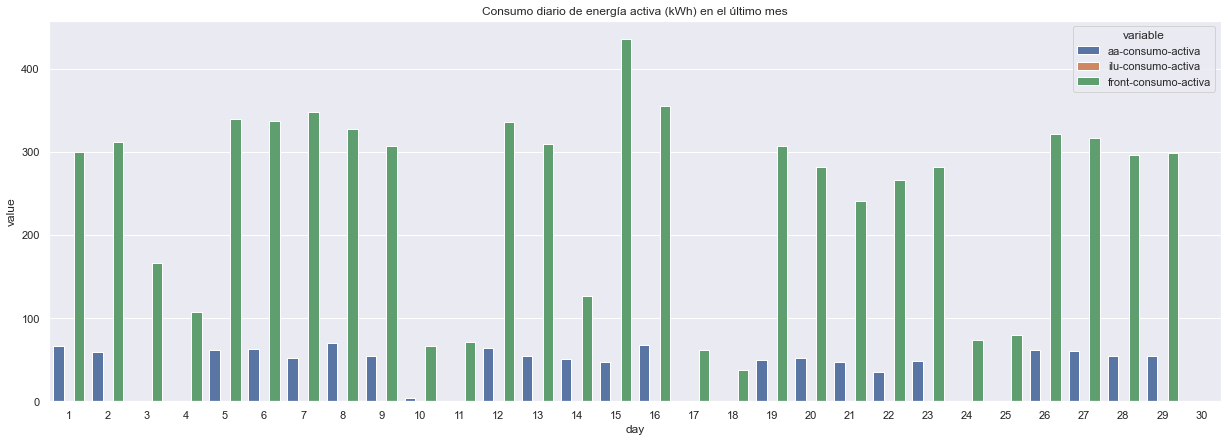 Consumo diario de energía activa (kWh) en el último mes
variable
aa-consumo-activa
ilu-consumo-activa
front-consumo-activa
value
400
300
200
100
0
1 2 3 4 5 6 7 8 9 10 11 12 13 14 15 16 17 18 19 20 21 22 23 24 25 26 27 28 29 30
day